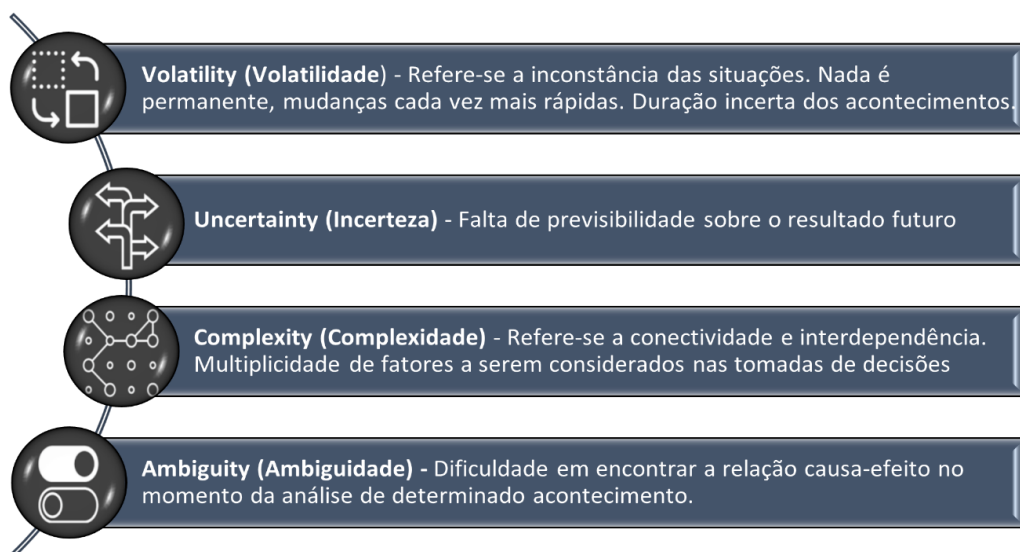 Volatility (Volatilidade) - Refere-se a inconstância das situações. Nada é
permanente, mudanças cada vez mais rápidas. Duração incerta dos acontecimentos.
Uncertainty (Incerteza) - Falta de previsibilidade sobre o resultado futuro
Complexity (Complexidade) - Refere-se a conectividade e interdependência.
Multiplicidade de fatores a serem considerados nas tomadas de decisões
Ambiguity (Ambiguidade) - Dificuldade em encontrar a relação causa-efeito no
momento da análise de determinado acontecimento.